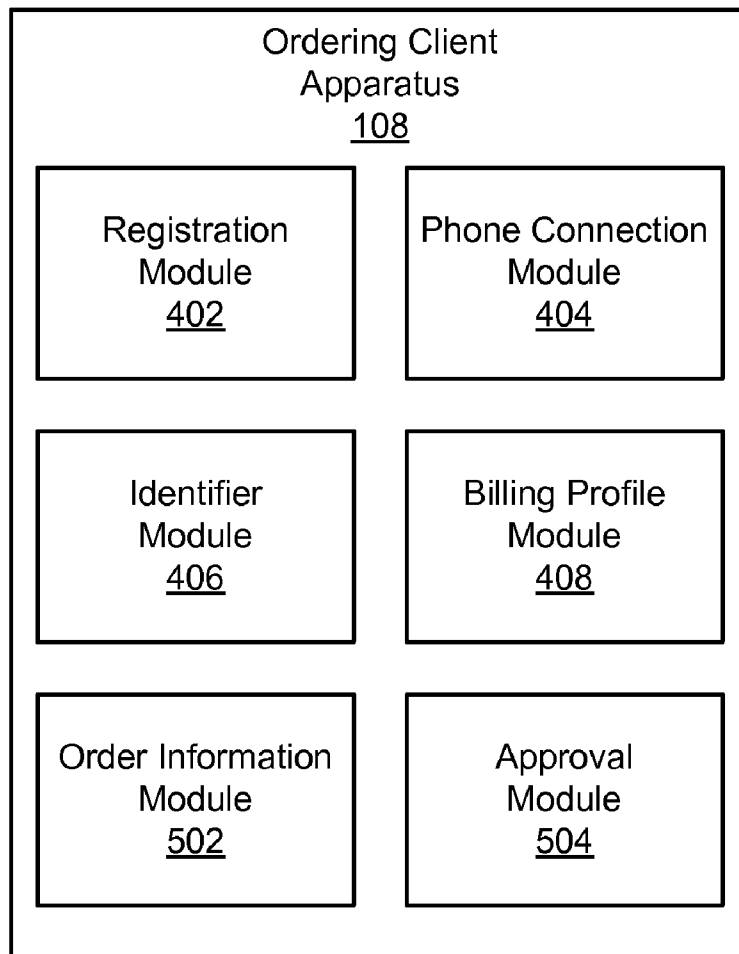 Ordering Client
Apparatus
108
Registration
Module
402
Phone Connection
Module
404
Identifier
Module
406
Billing Profile
Module
408
Order Information
Module
502
Approval
Module
504